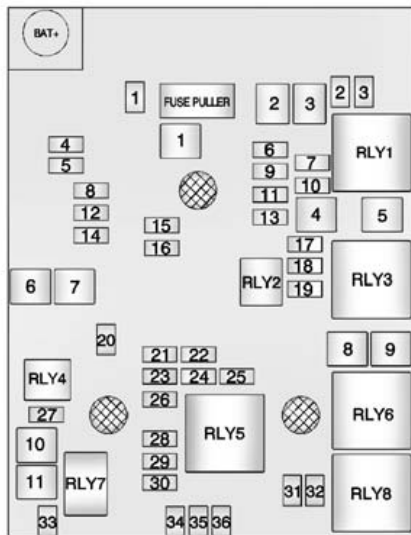 BAT+
1 FUSE PULLER 2 3 2 3
1
4
5
6 7 RLY1
9 10
8 11
12 13 4 5
14
15 17
16 18
6 7 RLY2 19 RLY3
20
21 22 8 9
RLY4 23 24 25
26
27 RLY5 RLY6
10 28
11 RLY7 29
30 31 32 RLY8
33 34 35 36